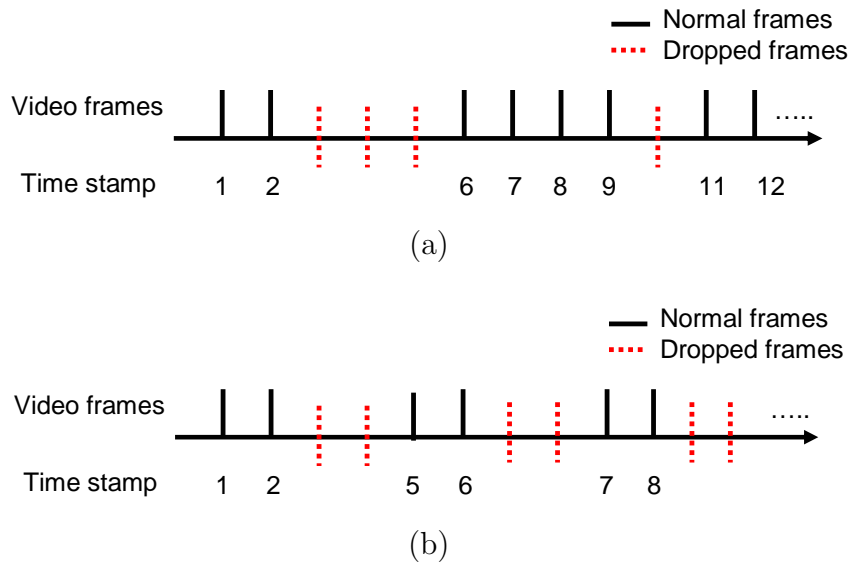 Normal frames
Dropped frames
Video frames
…..
Time stamp 1 2 6 7 8 9 11 12
(a)
Normal frames
Dropped frames
Video frames
…..
Time stamp 1 2 5 6 7 8
(b)